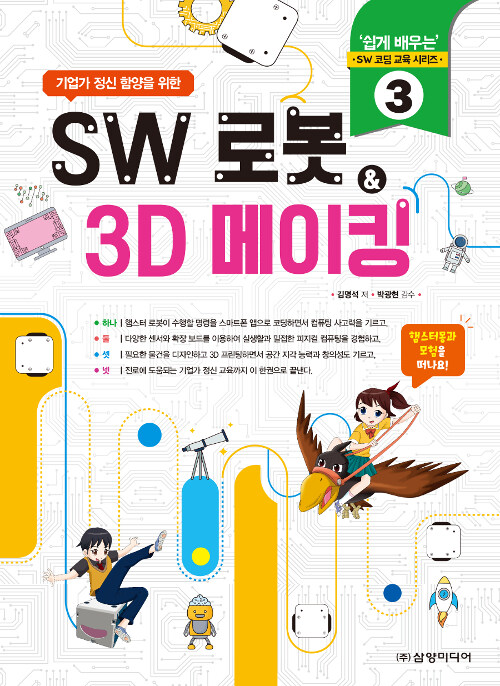 '쉽게 배우는'
• SW 코딩 교육 시리즈 •
3
기업가 정신 함양을 위한
SW 로봇 &
3D 메이킹
• 김명석 저 • 박광현 감수 •
• 하나 | 햄스터 로봇이 수행할 명령을 스마트폰 앱으로 코딩하면서 컴퓨팅 사고력을 기르고,
• 둘 | 다양한 센서와 확장 보드를 이용하여 실생활과 밀접한 피지컬 컴퓨팅을 경험하고,
• 셋 | 필요한 물건을 디자인하고 3D 프린팅하면서 공간 지각 능력과 창의성도 기르고,
• 넷 | 진로에 도움되는 기업가 정신 교육까지 이 한권으로 끝낸다.
햄스터봇과
모험을
떠나요!
(주) 삼양미디어